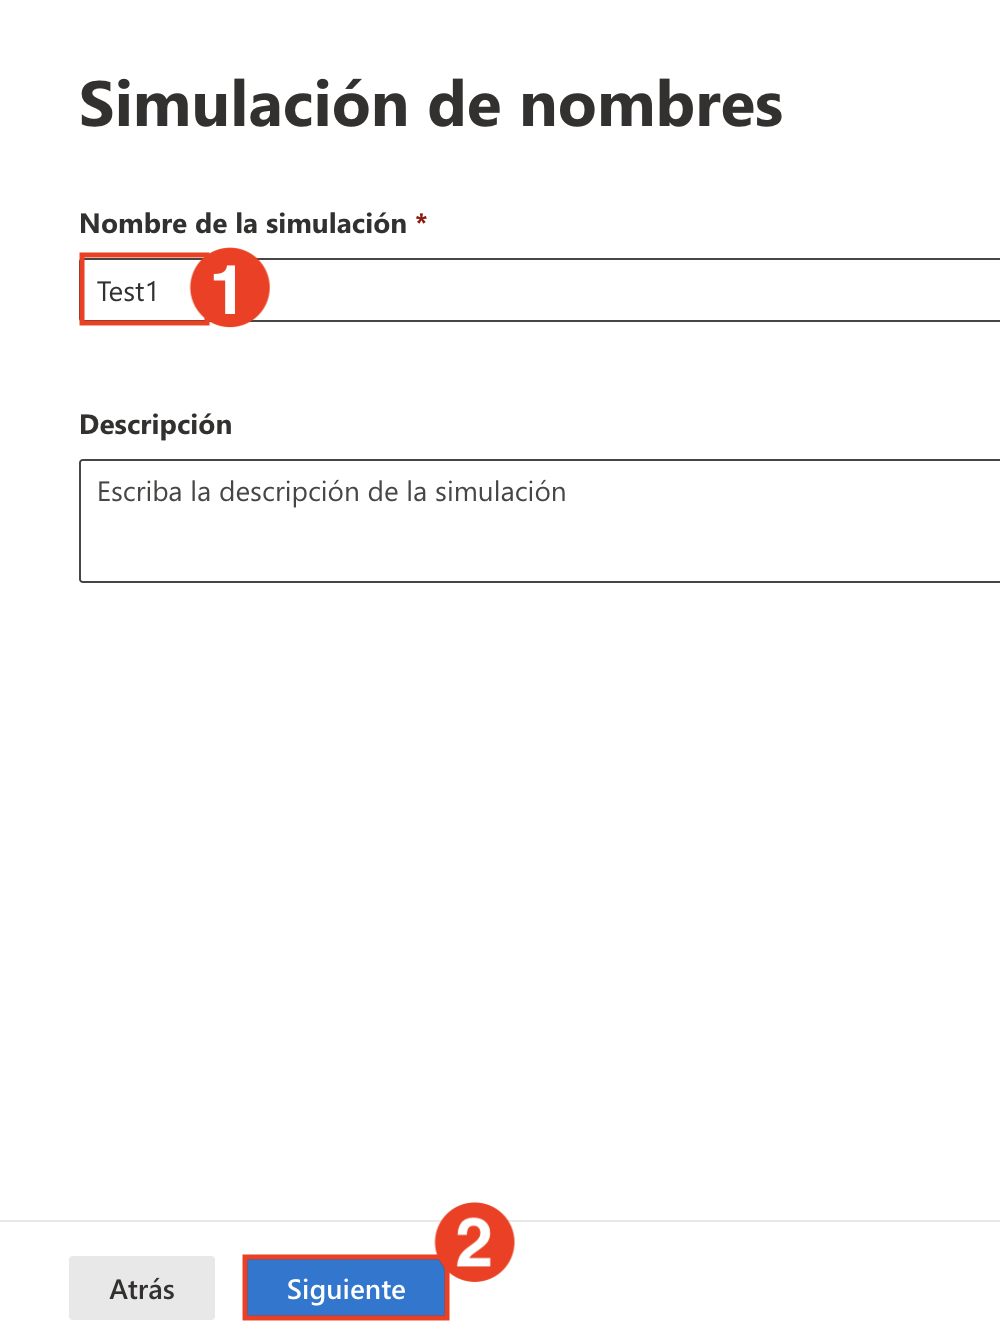 Simulación de nombres
Nombre de la simulación *
Test1
1
Descripción
Escriba la descripción de la simulación
2
Atrás
Siguiente